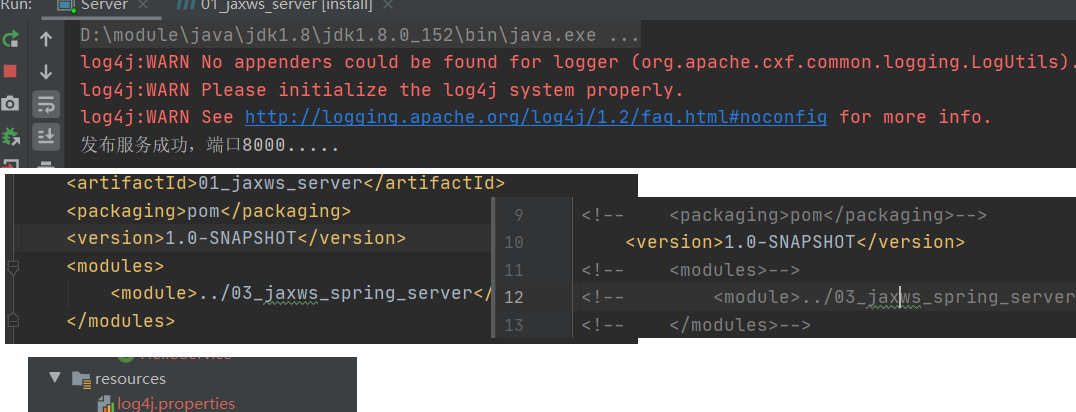 Run: Server × 01_jaxws_server [install] ×
D:\module\java\jdk1.8\jdk1.8.0_152\bin\java.exe ...
log4j:WARN No appenders could be found for logger (org.apache.cxf.common.logging.LogUtils).
log4j:WARN Please initialize the log4j system properly.
log4j:WARN See http://logging.apache.org/log4j/1.2/faq.html#noconfig for more info.
发布服务成功，端口8000.....
<artifactId>01_jaxws_server</artifactId>
<packaging>pom</packaging>
<version>1.0-SNAPSHOT</version>
<modules>
<module>../03_jaxws_spring_server</
</modules>
9 <!-- <packaging>pom</packaging>-->
10 <version>1.0-SNAPSHOT</version>
11 <!-- <modules>-->
12 <!-- <module>../03_jaxws_spring_server
13 <!-- </modules>-->
HelloService
resources
log4j.properties